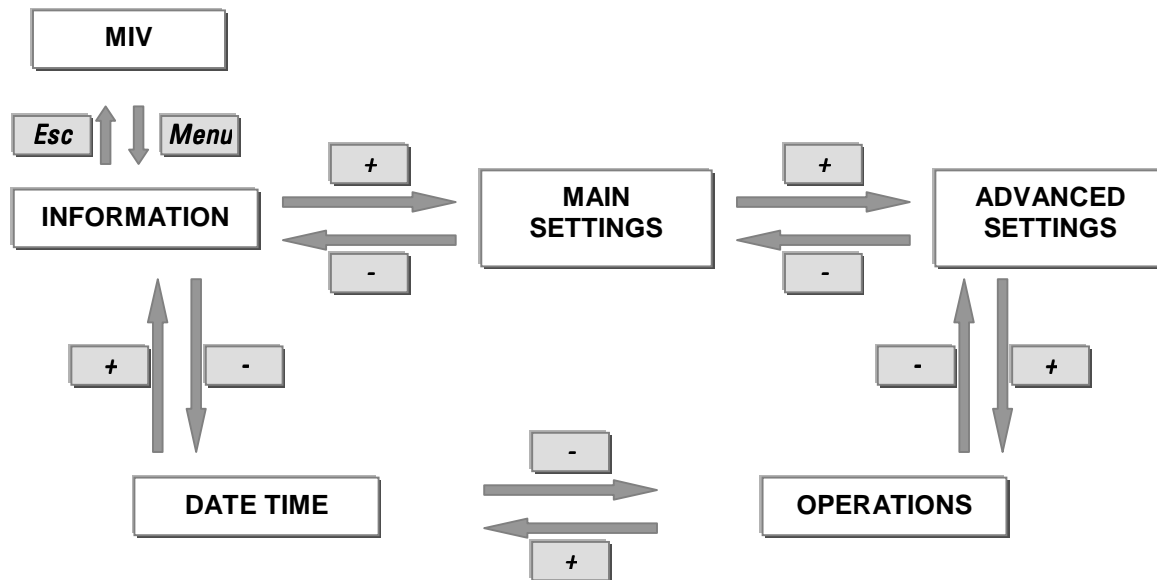 MIV
Esc
Menu
+
+
INFORMATION
MAIN
SETTINGS
ADVANCED
SETTINGS
-
-
+
-
-
+
-
DATE TIME
OPERATIONS
+